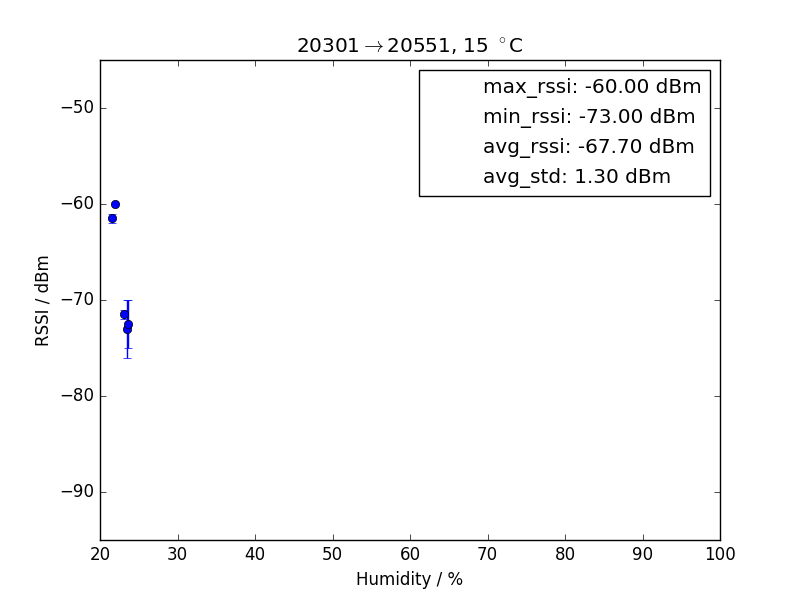 20301→20551, 15 °C
max_rssi: -60.00 dBm
min_rssi: -73.00 dBm
avg_rssi: -67.70 dBm
avg_std: 1.30 dBm
−50
−60
−70
−80
−90
RSSI / dBm
20 30 40 50 60 70 80 90 100
Humidity / %